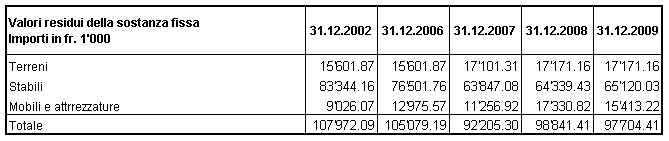 Valori residui della sostanza fissa
Importi in fr. 1'000 31.12.2002 31.12.2006 31.12.2007 31.12.2008 31.12.2009
Terreni 15'601.87 15'601.87 17'101.31 17'171.16 17'171.16
Stabili 83'344.16 76'501.76 63'847.08 64'339.43 65'120.03
Mobili e attrrezzature 9'026.07 12'975.57 11'256.92 17'330.82 15'413.22
Totale 107'972.09 105'079.19 92'205.30 98'841.41 97'704.41